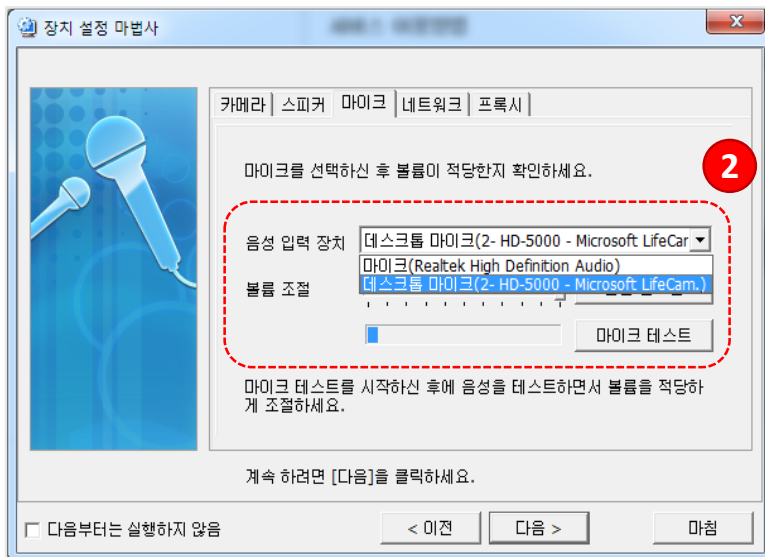 장치 설정 마법사
카메라 스피커 마이크 네트워크 프록시
마이크를 선택하신 후 볼륨이 적당한지 확인하세요.
2
음성 입력 장치 데스크톱 마이크(2- HD-5000 - Microsoft LifeCar
마이크(Realtek High Definition Audio)
볼륨 조절 데스크톱 마이크(2- HD-5000 - Microsoft LifeCam.)
마이크 테스트
마이크 테스트를 시작하신 후에 음성을 테스트하면서 볼륨을 적당하
게 조절하세요.
계속 하려면 [다음]을 클릭하세요.
다음부터는 실행하지 않음 < 이전 다음 > 마침